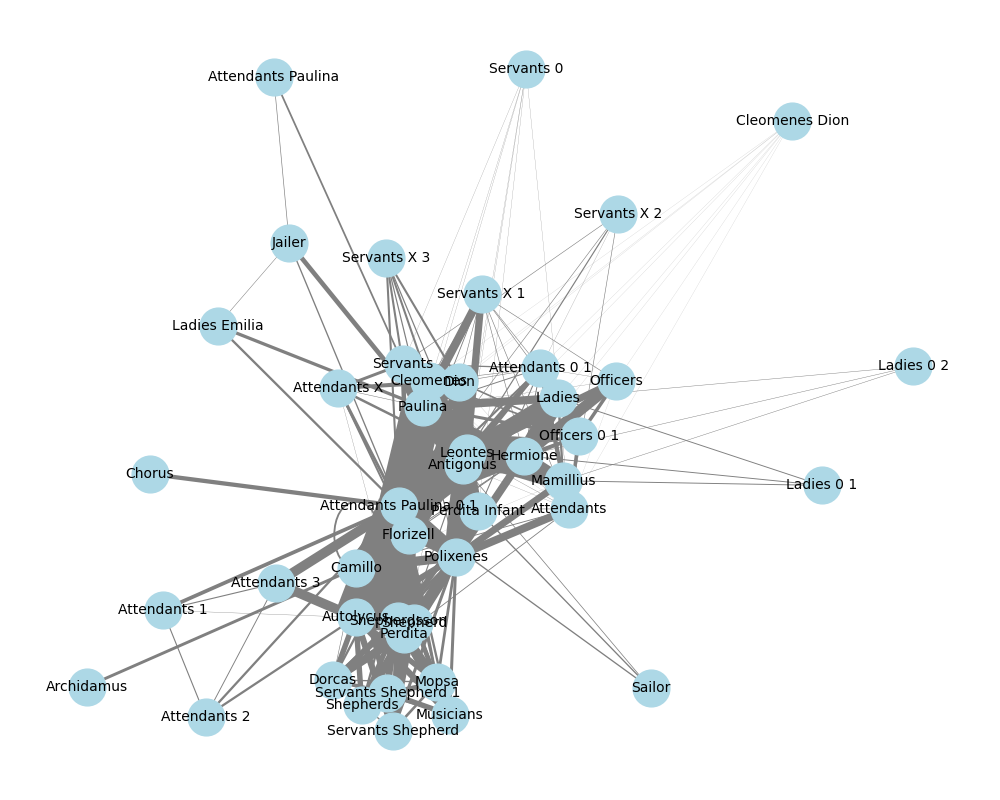 Servants 0
Attendants Paulina
Cleomenes Dion
Servants X 2
Jailer
Servants X 3
Servants X 1
Ladies Emilia
Servants
Attendants 0 1
Ladies 0 2
Cleomenes
Dion
Officers
Attendants X
Ladies
Paulina
Officers 0 1
Leontes
Hermione
Antigonus
Chorus
Mamillius
Ladies 0 1
Attendants Paulina 0 1
Perdita Infant
Attendants
Florizell
Polixenes
Camillo
Attendants 3
Attendants 1
Autolycus
Shepherdsson
Shepherd
Perdita
Dorcas
Mopsa
Archidamus
Sailor
Servants Shepherd 1
Shepherds
Musicians
Attendants 2
Servants Shepherd